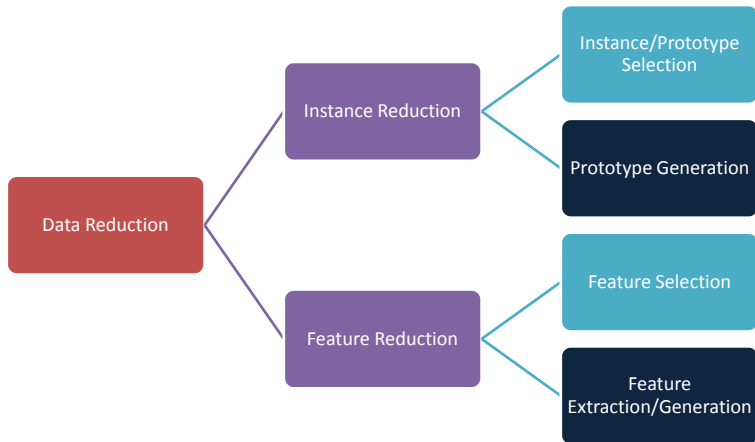 Instance/Prototype
Selection
Instance Reduction
Prototype Generation
Data Reduction
Feature Selection
Feature Reduction
Feature
Extraction/Generation